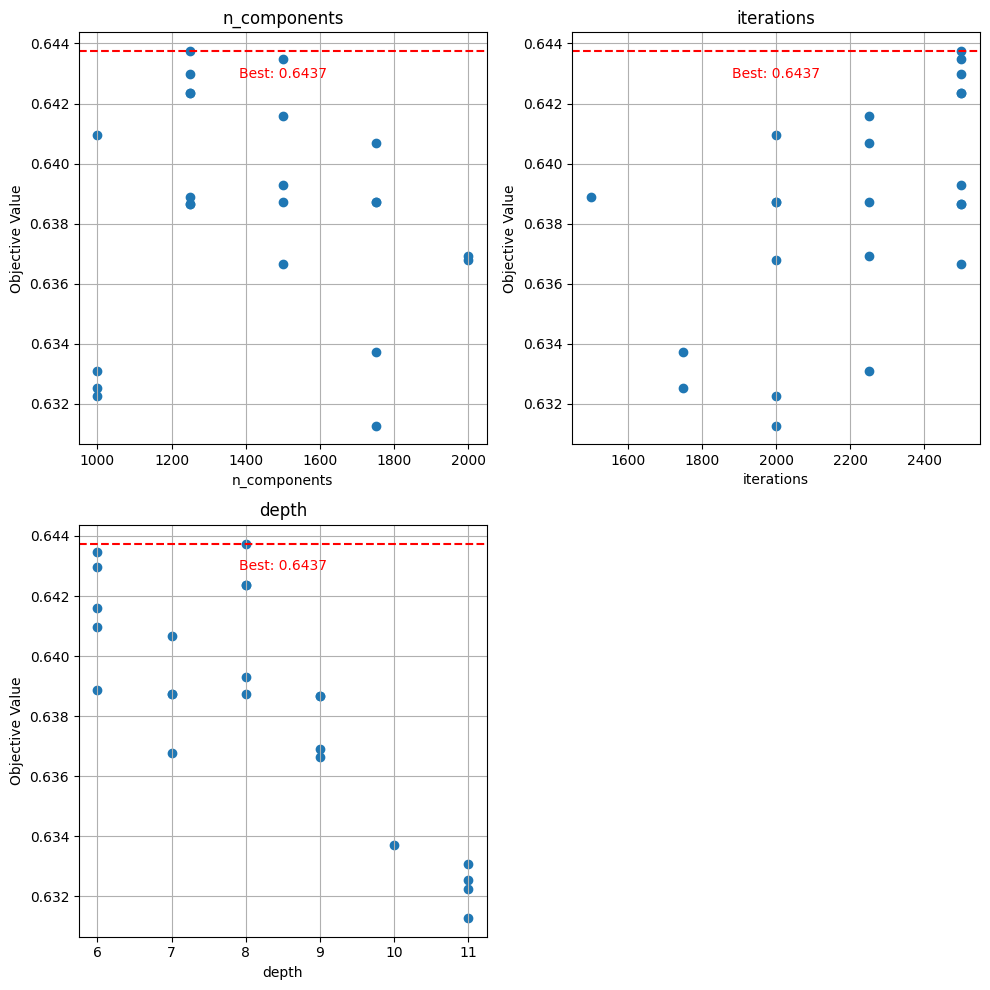 n_components
Objective Value
0.644
0.642
0.640
0.638
0.636
0.634
0.632
Best: 0.6437
1000 1200 1400 1600 1800 2000
n_components
iterations
Objective Value
0.644
0.642
0.640
0.638
0.636
0.634
0.632
Best: 0.6437
1600 1800 2000 2200 2400
iterations
depth
Objective Value
0.644
0.642
0.640
0.638
0.636
0.634
0.632
Best: 0.6437
6 7 8 9 10 11
depth